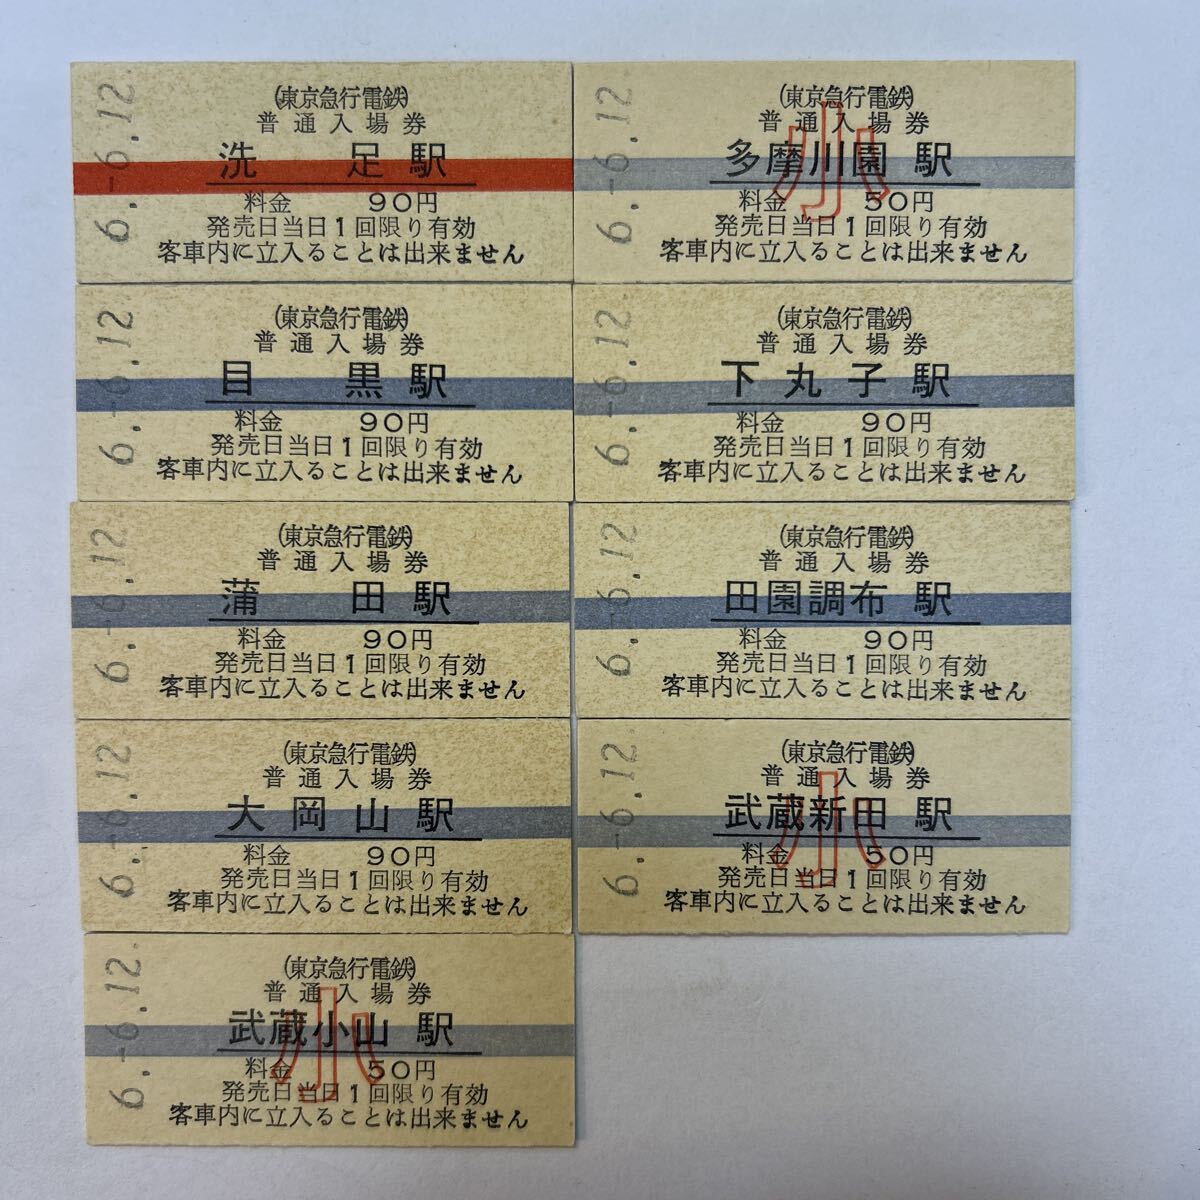 6.-6.12.
(東京急行電鉄)
普通入場券
洗足駅
料金 90円
発売日当日1回限り有効
客車内に立入ることは出来ません
6.-6.12.
(東京急行電鉄)
普通入場券
多摩川園駅
小
料金 50円
発売日当日1回限り有効
客車内に立入ることは出来ません
6.-6.12.
(東京急行電鉄)
普通入場券
目黒駅
料金 90円
発売日当日1回限り有効
客車内に立入ることは出来ません
6.-6.12.
(東京急行電鉄)
普通入場券
下丸子駅
料金 90円
発売日当日1回限り有効
客車内に立入ることは出来ません
6.-6.12.
(東京急行電鉄)
普通入場券
蒲田駅
料金 90円
発売日当日1回限り有効
客車内に立入ることは出来ません
6.-6.12
(東京急行電鉄)
普通入場券
田園調布駅
料金 90円
発売日当日1回限り有効
客車内に立入ることは出来ません
6.-6.12.
(東京急行電鉄)
普通入場券
大岡山駅
料金 90円
発売日当日1回限り有効
客車内に立入ることは出来ません
6.-6.12.
(東京急行電鉄)
普通入場券
武蔵新田駅
小
料金 50円
発売日当日1回限り有効
客車内に立入ることは出来ません
6.-6.12.
(東京急行電鉄)
普通入場券
武蔵小山駅
小
料金 50円
発売日当日1回限り有効
客車内に立入ることは出来ません